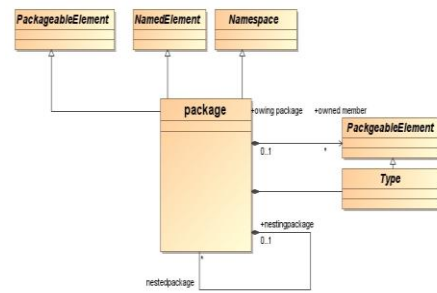 PackageableElement
NamedElement
Namespace
package
+owing package
+owned member
0..1
*
PackgeableElement
Type
+nestingpackage
0..1
*
nestedpackage